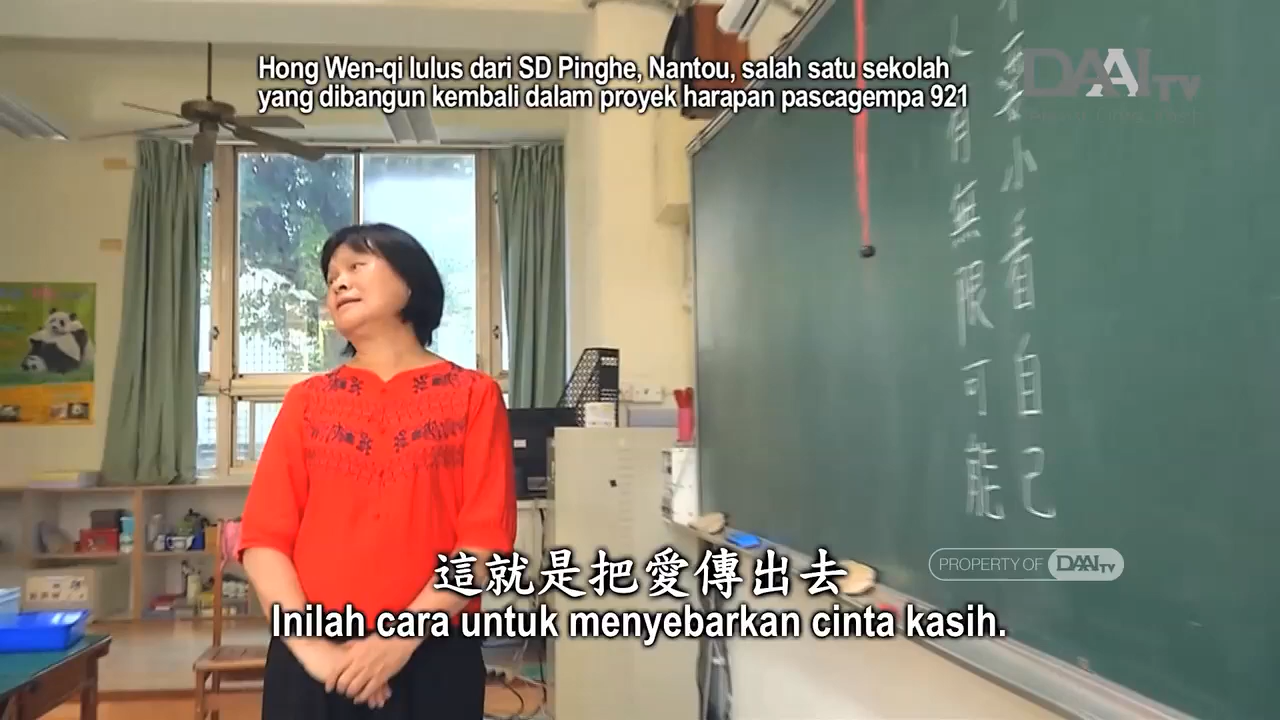 Hong Wen-qi lulus dari SD Pinghe, Nantou, salah satu sekolah
yang dibangun kembali dalam proyek harapan pascagempa 921
DAAI TV
不要小看自己
人有無限可能
PROPERTY OF DAAI TV
這就是把愛傳出去
Inilah cara untuk menyebarkan cinta kasih.